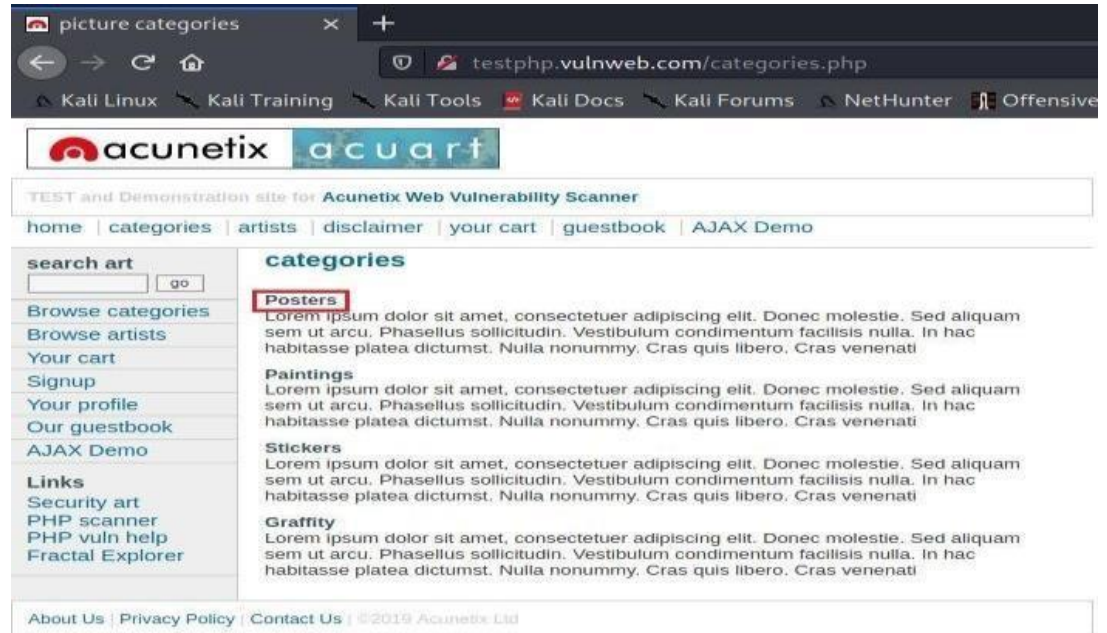 picture categories
testphp.vulnweb.com/categories.php
Kali Linux Kali Training Kali Tools Kali Docs Kali Forums NetHunter Offensive
acunetix acuart
TEST and Demonstration site for Acunetix Web Vulnerability Scanner
home | categories | artists | disclaimer | your cart | guestbook | AJAX Demo
search art
go
Browse categories
Browse artists
Your cart
Signup
Your profile
Our guestbook
AJAX Demo
Links
Security art
PHP scanner
PHP vuln help
Fractal Explorer
categories
Posters
Lorem ipsum dolor sit amet, consectetuer adipiscing elit. Donec molestie. Sed aliquam
sem ut arcu. Phasellus sollicitudin. Vestibulum condimentum facilisis nulla. In hac
habitasse platea dictumst. Nulla nonummy. Cras quis libero. Cras venenati
Paintings
Lorem ipsum dolor sit amet, consectetuer adipiscing elit. Donec molestie. Sed aliquam
sem ut arcu. Phasellus sollicitudin. Vestibulum condimentum facilisis nulla. In hac
habitasse platea dictumst. Nulla nonummy. Cras quis libero. Cras venenati
Stickers
Lorem ipsum dolor sit amet, consectetuer adipiscing elit. Donec molestie. Sed aliquam
sem ut arcu. Phasellus sollicitudin. Vestibulum condimentum facilisis nulla. In hac
habitasse platea dictumst. Nulla nonummy. Cras quis libero. Cras venenati
Graffity
Lorem ipsum dolor sit amet, consectetuer adipiscing elit. Donec molestie. Sed aliquam
sem ut arcu. Phasellus sollicitudin. Vestibulum condimentum facilisis nulla. In hac
habitasse platea dictumst. Nulla nonummy. Cras quis libero. Cras venenati
About Us | Privacy Policy | Contact Us | ©2019 Acunetix Ltd